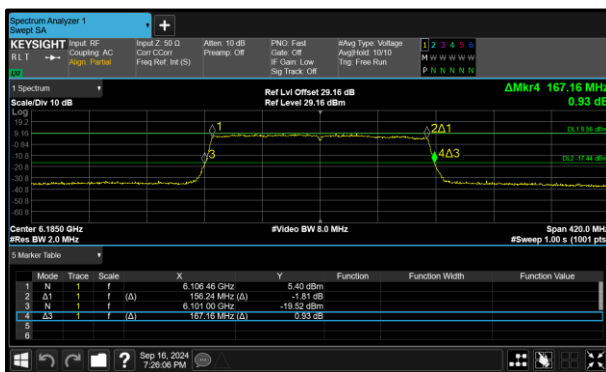 Spectrum Analyzer 1
Swept SA
KEYSIGHT Input: RF Input Z: 50 Ω Atten: 10 dB PNO: Fast #Avg Type: Voltage 1 2 3 4 5 6
RLT Coupling: AC Corr CCorr Preamp: Off Gate: Off Avg|Hold: 10/10 M W W W W W
Align: Partial Freq Ref: Int (S) IF Gain: Low Trig: Free Run
Sig Track: Off P N N N N N
1 Spectrum Ref Lvl Offset 29.16 dB ΔMkr4 167.16 MHz
Scale/Div 10 dB Ref Level 29.16 dBm 0.93 dB
Log
19.2
9.16 1 2Δ1 DL1 8.56 dBm
-0.84
-10.8 3 4Δ3 DL2 -17.44 dBm
-20.8
-30.8
-40.8
-50.8
-60.8
Center 6.1850 GHz #Video BW 8.0 MHz Span 420.0 MHz
#Res BW 2.0 MHz #Sweep 1.00 s (1001 pts)
5 Marker Table
Mode Trace Scale X Y Function Function Width Function Value
1 N 1 f 6.106 46 GHz 5.40 dBm
2 Δ1 1 f (Δ) 156.24 MHz (Δ) -1.81 dB
3 N 1 f 6.101 00 GHz -19.52 dBm
4 Δ3 1 f (Δ) 167.16 MHz (Δ) 0.93 dB
5
6
Sep 16, 2024
7:26:06 PM